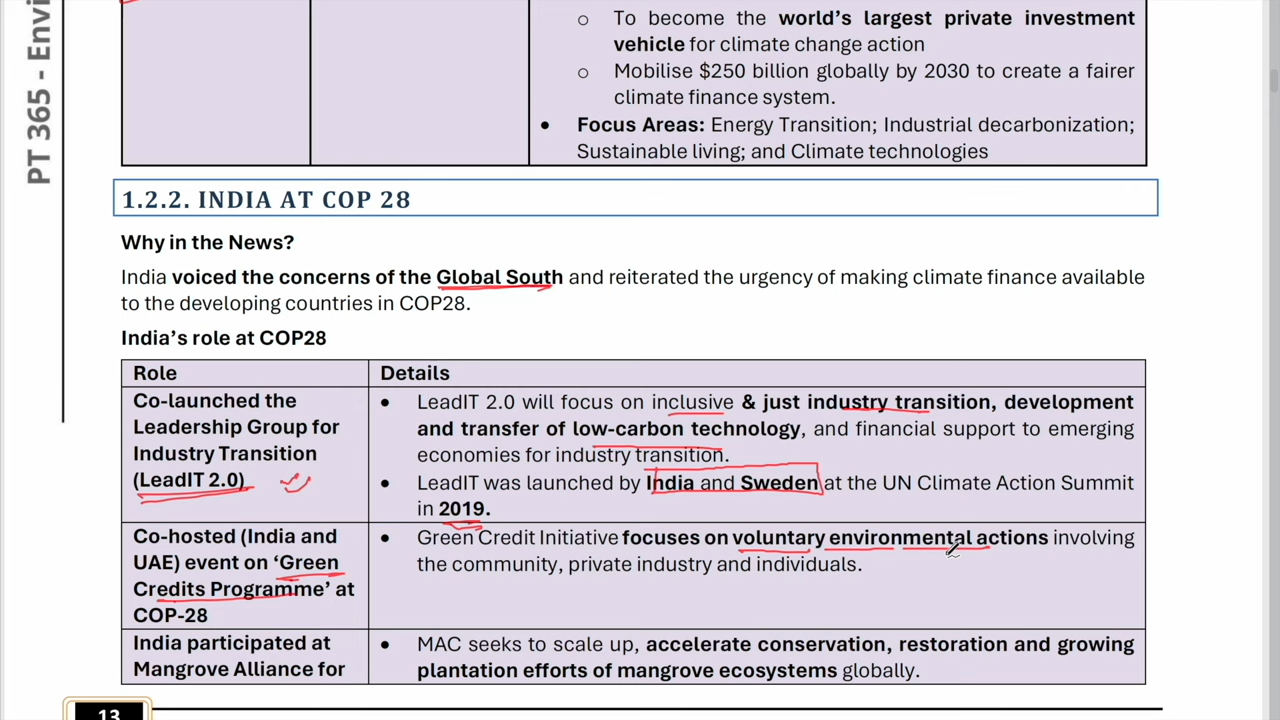 PT 365 - Envi
o To become the world's largest private investment
vehicle for climate change action
o Mobilise $250 billion globally by 2030 to create a fairer
climate finance system.
• Focus Areas: Energy Transition; Industrial decarbonization;
Sustainable living; and Climate technologies
1.2.2. INDIA AT COP 28
Why in the News?
India voiced the concerns of the Global South and reiterated the urgency of making climate finance available
to the developing countries in COP28.
India's role at COP28
Role Details
Co-launched the
Leadership Group for
Industry Transition
(LeadIT 2.0)
• LeadIT 2.0 will focus on inclusive & just industry transition, development
and transfer of low-carbon technology, and financial support to emerging
economies for industry transition.
• LeadIT was launched by India and Sweden at the UN Climate Action Summit
in 2019.
Co-hosted (India and
UAE) event on 'Green
Credits Programme' at
COP-28
• Green Credit Initiative focuses on voluntary environmental actions involving
the community, private industry and individuals.
India participated at
Mangrove Alliance for
• MAC seeks to scale up, accelerate conservation, restoration and growing
plantation efforts of mangrove ecosystems globally.
13